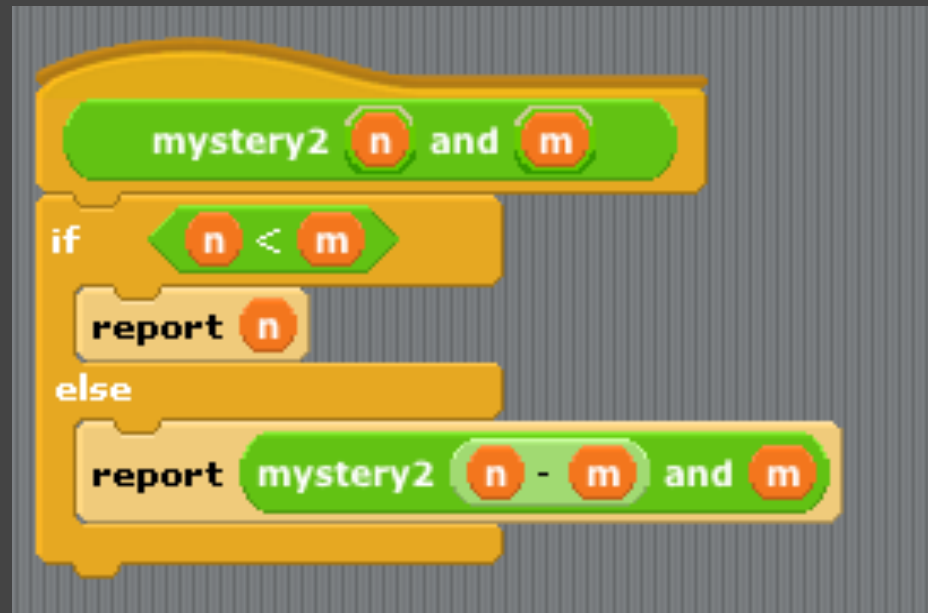 mystery2 n and m
if n < m
report n
else
report mystery2 n - m and m